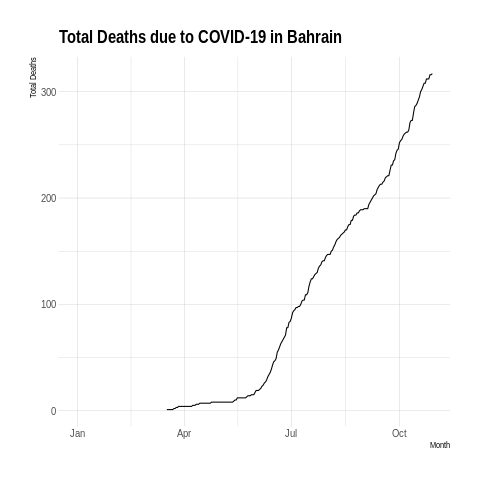 Total Deaths due to COVID-19 in Bahrain
Total Deaths
300
200
100
0
Jan Apr Jul Oct
Month